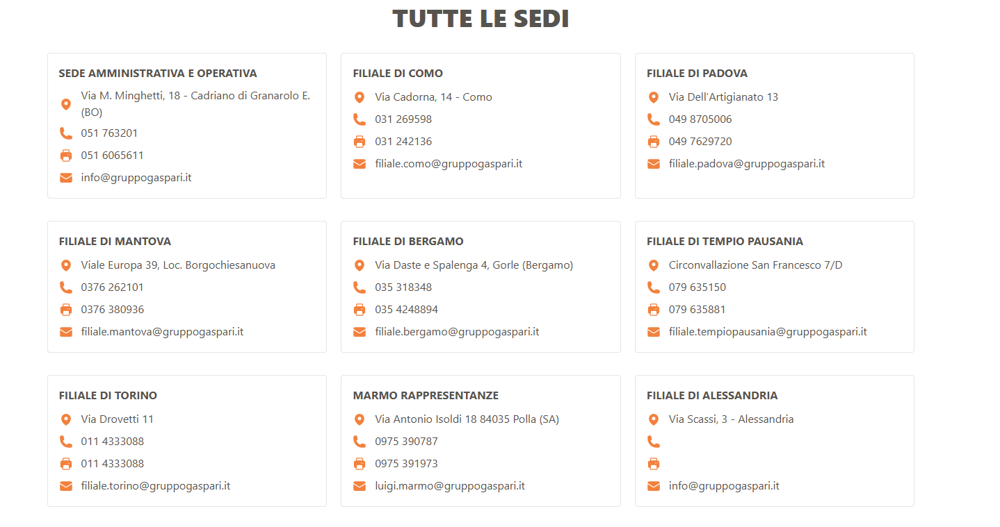 TUTTE LE SEDI
SEDE AMMINISTRATIVA E OPERATIVA
Via M. Minghetti, 18 - Cadriano di Granarolo E.
(BO)
051 763201
051 6065611
info@gruppogaspari.it
FILIALE DI COMO
Via Cadorna, 14 - Como
031 269598
031 242136
filiale.como@gruppogaspari.it
FILIALE DI PADOVA
Via Dell'Artigianato 13
049 8705006
049 7629720
filiale.padova@gruppogaspari.it
FILIALE DI MANTOVA
Viale Europa 39, Loc. Borgochiesanuova
0376 262101
0376 380936
filiale.mantova@gruppogaspari.it
FILIALE DI BERGAMO
Via Daste e Spalenga 4, Gorle (Bergamo)
035 318348
035 4248894
filiale.bergamo@gruppogaspari.it
FILIALE DI TEMPIO PAUSANIA
Circonvallazione San Francesco 7/D
079 635150
079 635881
filiale.tempiopausania@gruppogaspari.it
FILIALE DI TORINO
Via Drovetti 11
011 4333088
011 4333088
filiale.torino@gruppogaspari.it
MARMO RAPPRESENTANZE
Via Antonio Isoldi 18 84035 Polla (SA)
0975 390787
0975 391973
luigi.marmo@gruppogaspari.it
FILIALE DI ALESSANDRIA
Via Scassi, 3 - Alessandria
info@gruppogaspari.it